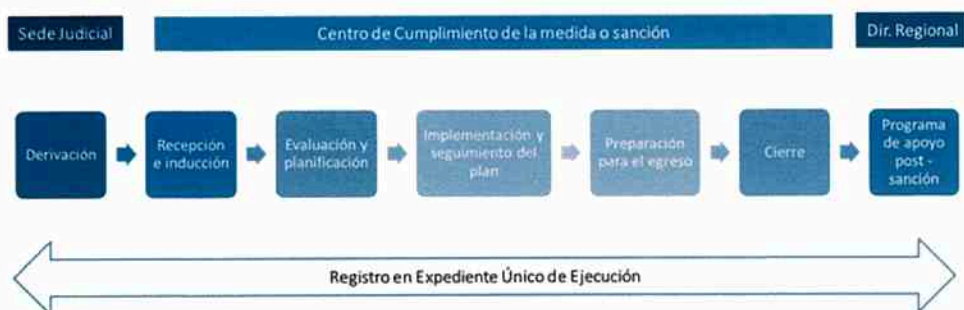 Sede Judicial
Centro de Cumplimiento de la medida o sanción
Dir. Regional
Derivación
Recepción
e inducción
Evaluación y
planificación
Implementación y
seguimiento del
plan
Preparación
para el egreso
Cierre
Programa
de apoyo
post -
sanción
Registro en Expediente Único de Ejecución